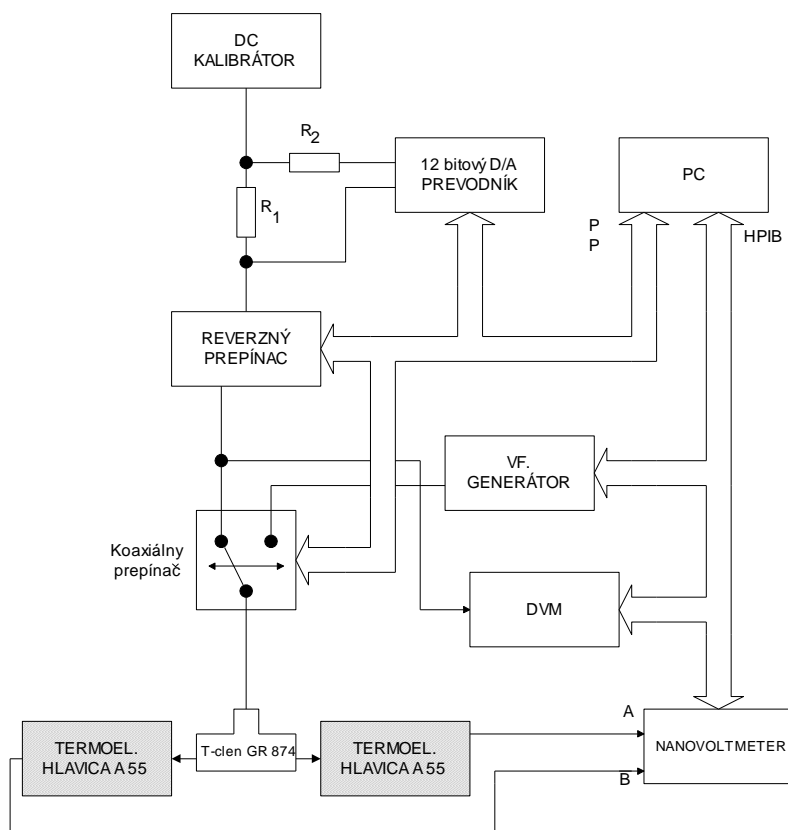 DC
KALIBRÁTOR
R2
12 bitový D/A
PREVODNÍK
PC
R1
P
P
HPIB
REVERZNÝ
PREPÍNAC
VF.
GENERÁTOR
Koaxiálny
prepínač
DVM
TERMOEL.
HLAVICA A 55
T-clen GR 874
TERMOEL.
HLAVICA A 55
A
NANOVOLTMETER
B